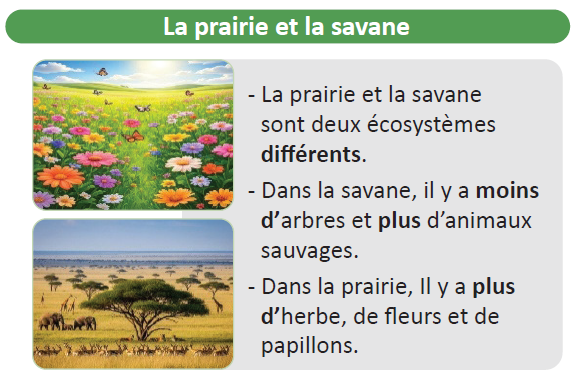 La prairie et la savane
- La prairie et la savane
sont deux écosystèmes
différents.
- Dans la savane, il y a moins
d'arbres et plus d'animaux
sauvages.
- Dans la prairie, Il y a plus
d'herbe, de fleurs et de
papillons.